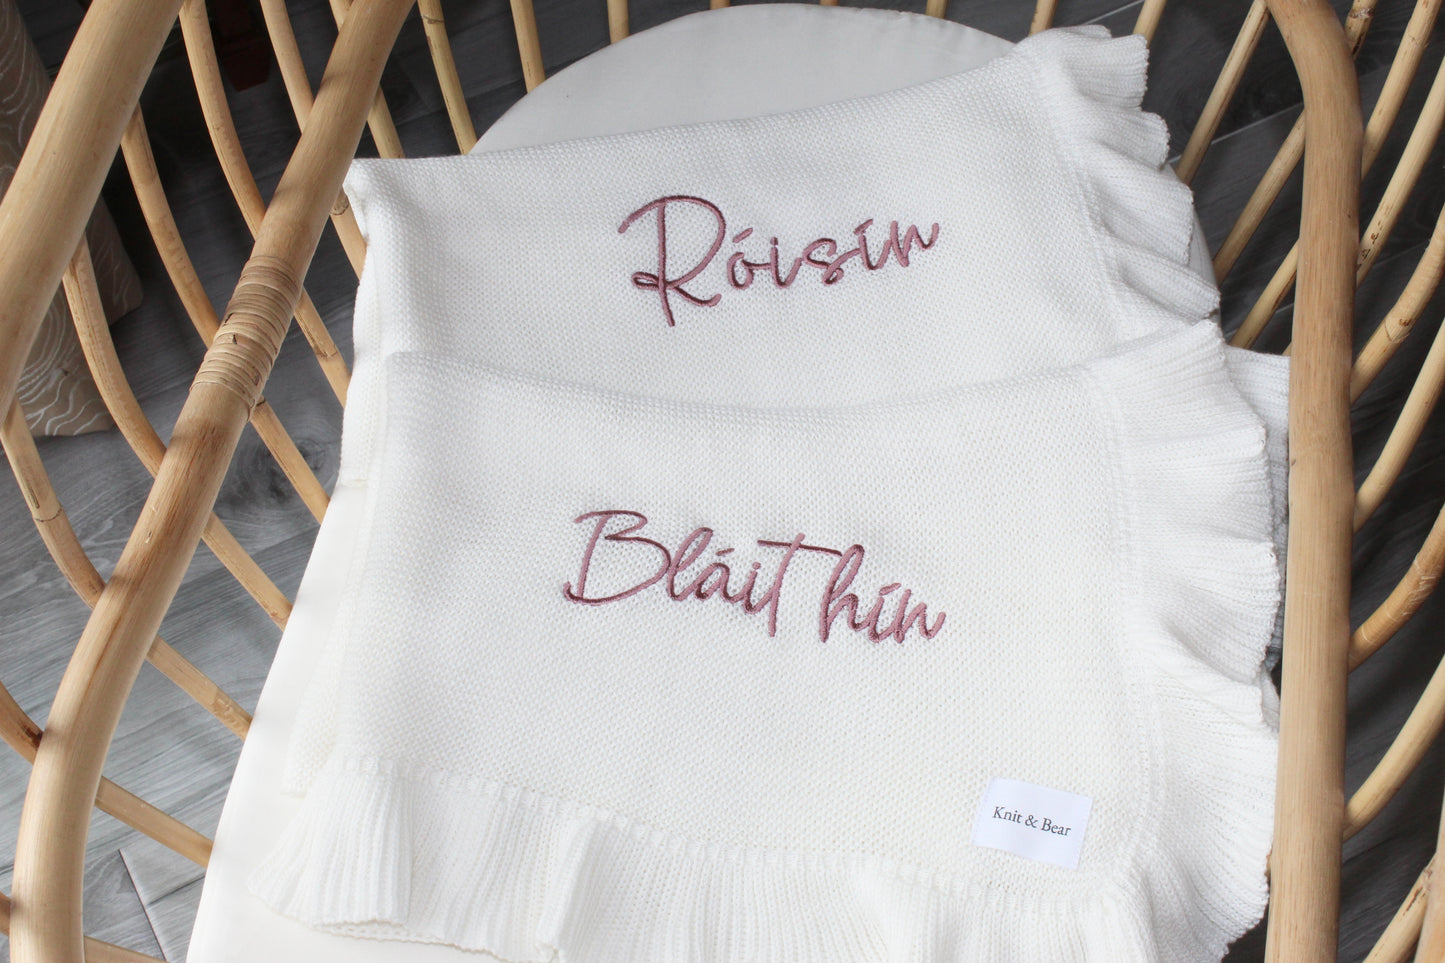 Róisín
Bláithín
Knit & Bear